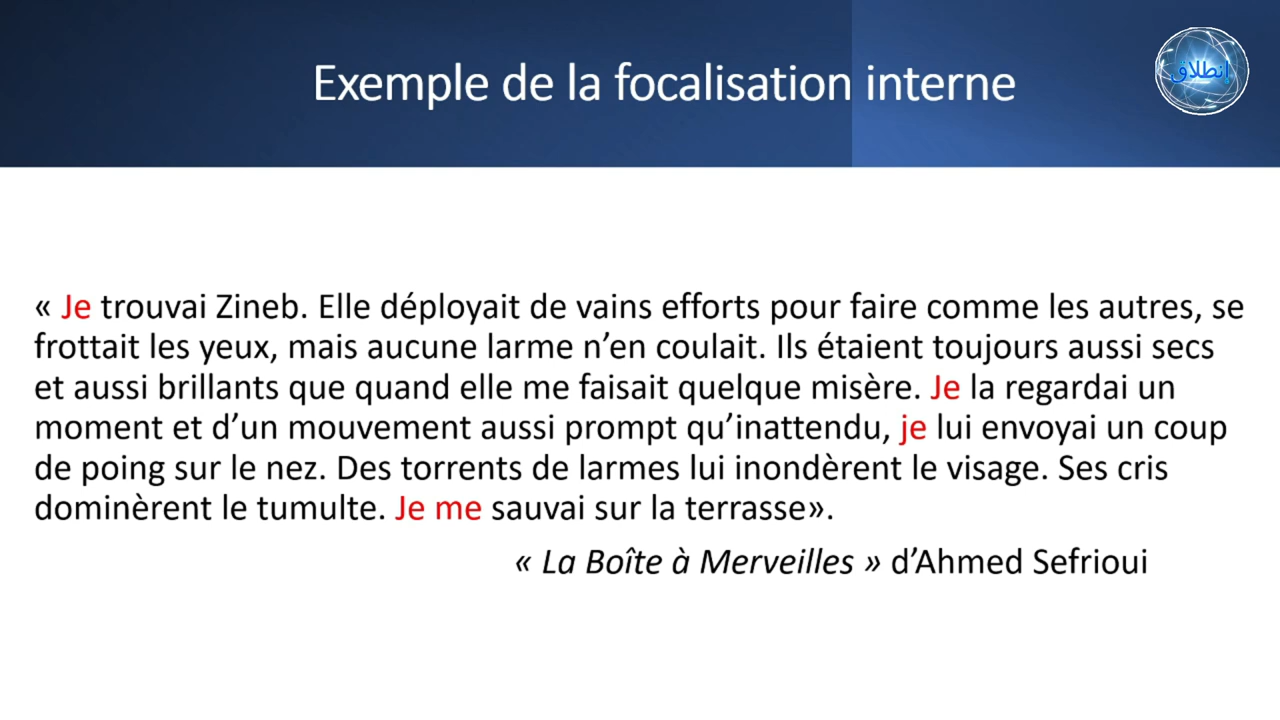 Exemple de la focalisation interne
إنطلاق
« Je trouvai Zineb. Elle déployait de vains efforts pour faire comme les autres, se
frottait les yeux, mais aucune larme n’en coulait. Ils étaient toujours aussi secs
et aussi brillants que quand elle me faisait quelque misère. Je la regardai un
moment et d’un mouvement aussi prompt qu’inattendu, je lui envoyai un coup
de poing sur le nez. Des torrents de larmes lui inondèrent le visage. Ses cris
dominèrent le tumulte. Je me sauvai sur la terrasse».
« La Boîte à Merveilles » d’Ahmed Sefrioui